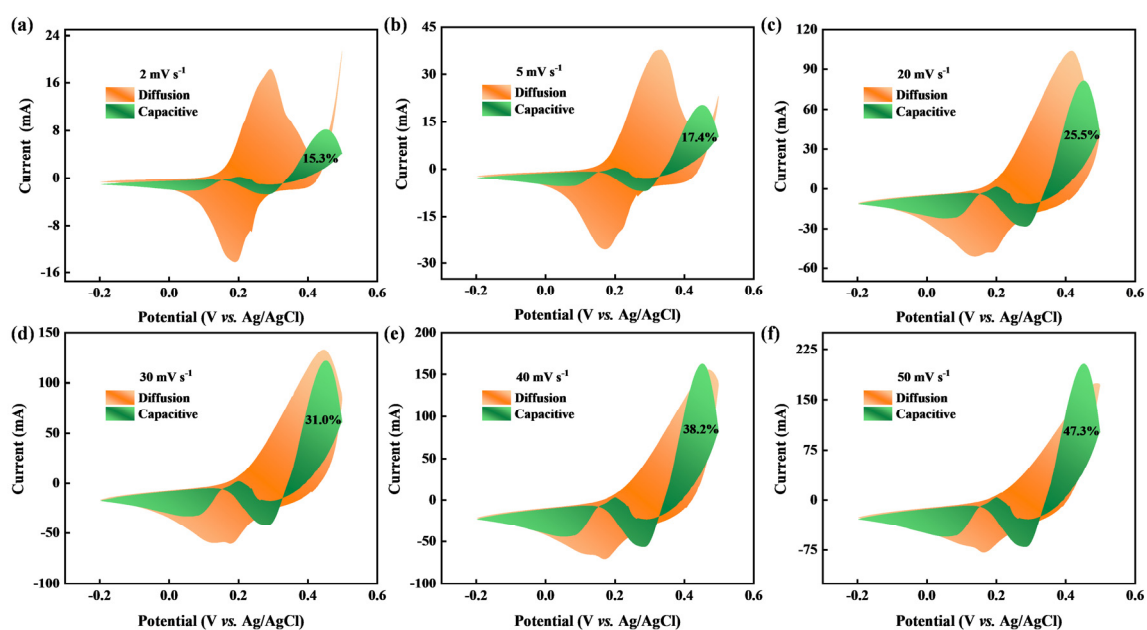 (a)
24
16
8
0
-8
-16
Current (mA)
2 mV s⁻¹
Diffusion
Capacitive
15.3%
-0.2 0.0 0.2 0.4 0.6
Potential (V vs. Ag/AgCl)
(b)
45
30
15
0
-15
-30
Current (mA)
5 mV s⁻¹
Diffusion
Capacitive
17.4%
-0.2 0.0 0.2 0.4 0.6
Potential (V vs. Ag/AgCl)
(c)
120
90
60
30
0
-30
-60
Current (mA)
20 mV s⁻¹
Diffusion
Capacitive
25.5%
-0.2 0.0 0.2 0.4 0.6
Potential (V vs. Ag/AgCl)
(d)
150
100
50
0
-50
-100
Current (mA)
30 mV s⁻¹
Diffusion
Capacitive
31.0%
-0.2 0.0 0.2 0.4 0.6
Potential (V vs. Ag/AgCl)
(e)
200
150
100
50
0
-50
-100
Current (mA)
40 mV s⁻¹
Diffusion
Capacitive
38.2%
-0.2 0.0 0.2 0.4 0.6
Potential (V vs. Ag/AgCl)
(f)
225
150
75
0
-75
Current (mA)
50 mV s⁻¹
Diffusion
Capacitive
47.3%
-0.2 0.0 0.2 0.4 0.6
Potential (V vs. Ag/AgCl)